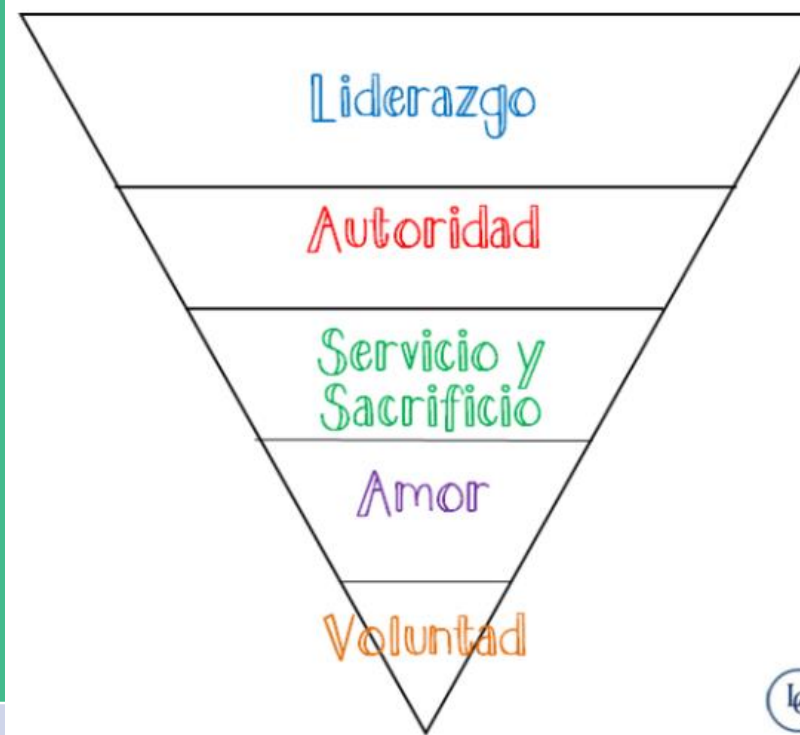 Liderazgo
Autoridad
Servicio y
Sacrificio
Amor
Voluntad